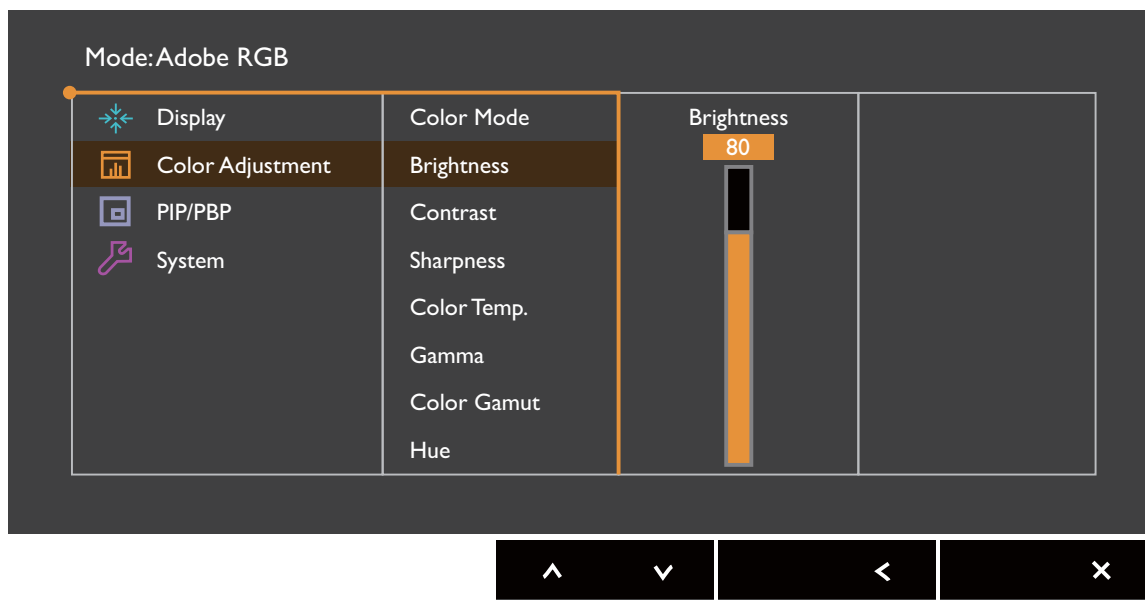 Mode: Adobe RGB
Display
Color Adjustment
PIP/PBP
System
Color Mode
Brightness
Contrast
Sharpness
Color Temp.
Gamma
Color Gamut
Hue
Brightness
80